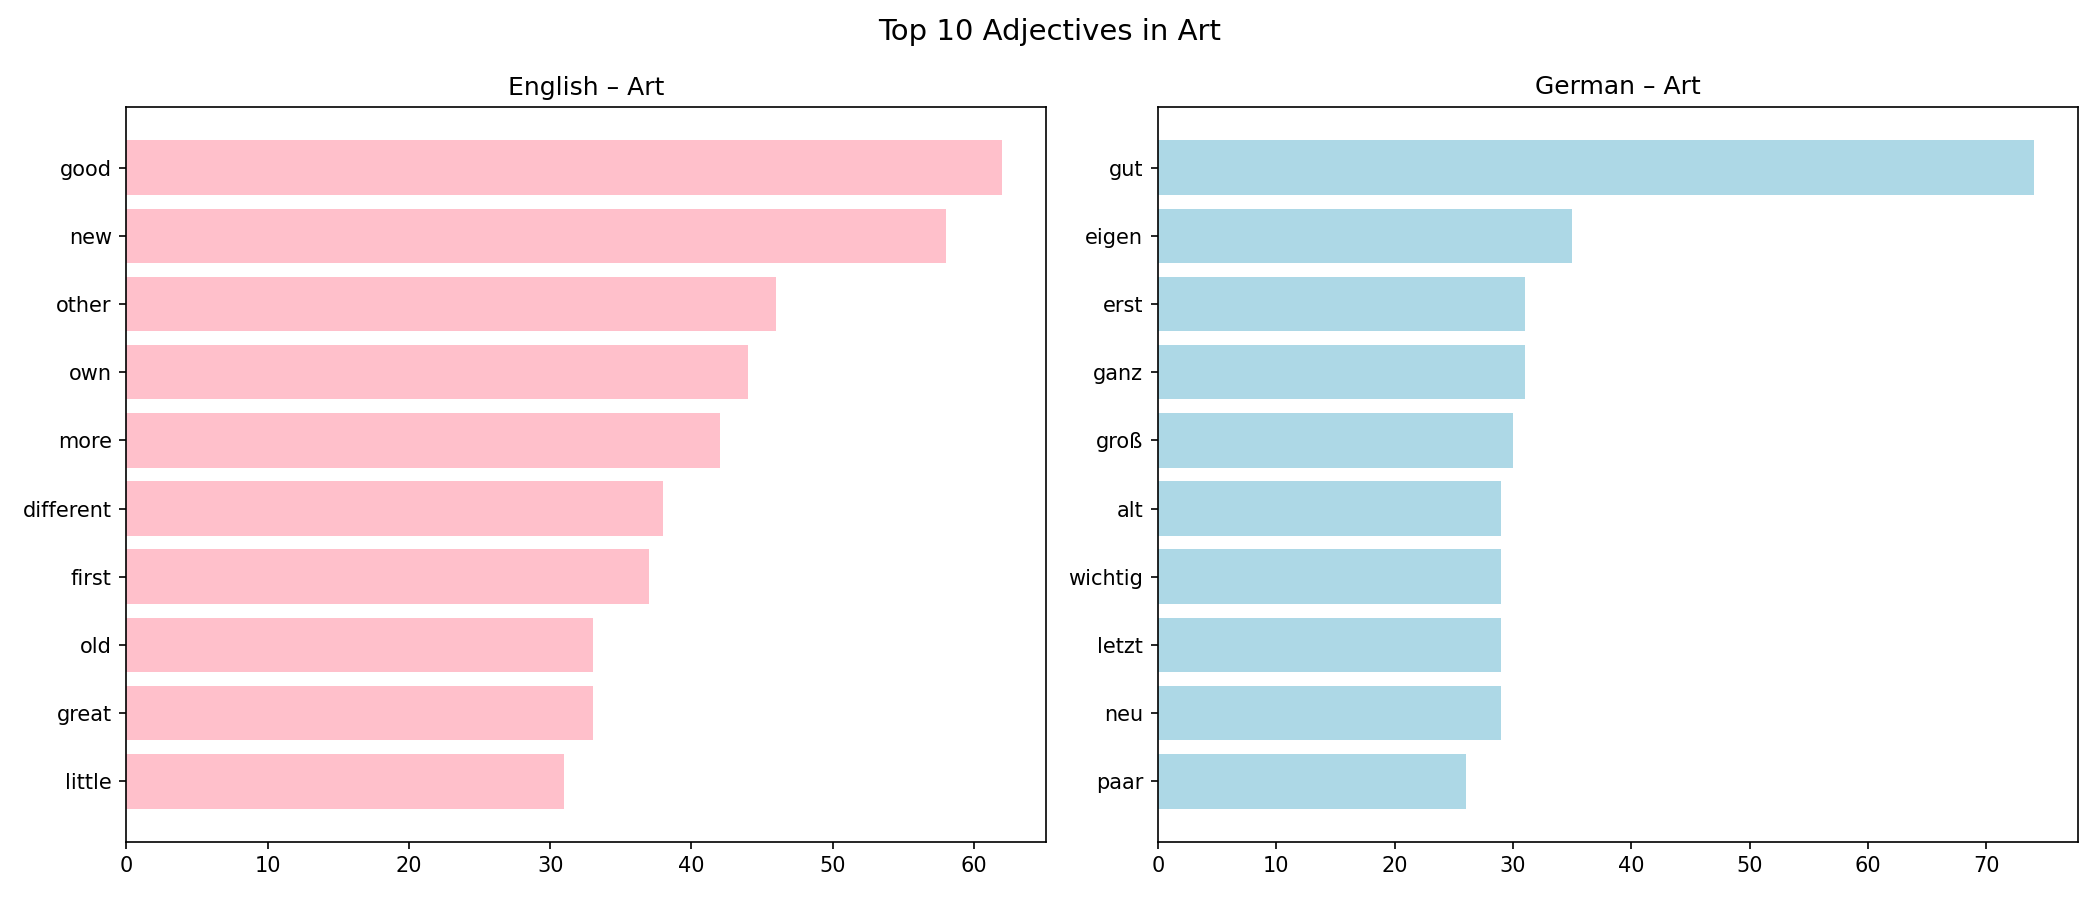 Top 10 Adjectives in Art
English – Art
good
new
other
own
more
different
first
old
great
little
0 10 20 30 40 50 60
German – Art
gut
eigen
erst
ganz
groß
alt
wichtig
letzt
neu
paar
0 10 20 30 40 50 60 70